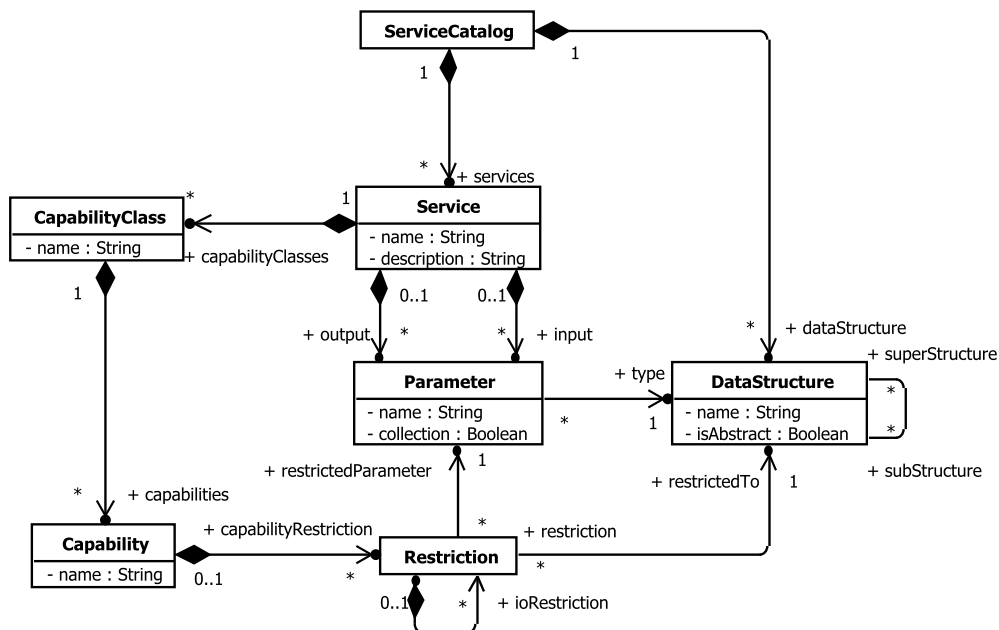 ServiceCatalog
1
1
*
+ services
*
1
Service
CapabilityClass
- name : String
- name : String
- description : String
+ capabilityClasses
1
0..1
0..1
+ output
*
*
+ input
*
+ dataStructure
+ superStructure
Parameter
+ type
DataStructure
*
- name : String
- name : String
- collection : Boolean
*
1
- isAbstract : Boolean
*
+ restrictedParameter
1
+ subStructure
+ restrictedTo
1
*
+ capabilities
+ capabilityRestriction
*
+ restriction
Capability
Restriction
*
- name : String
0..1
*
0..1
*
+ ioRestriction